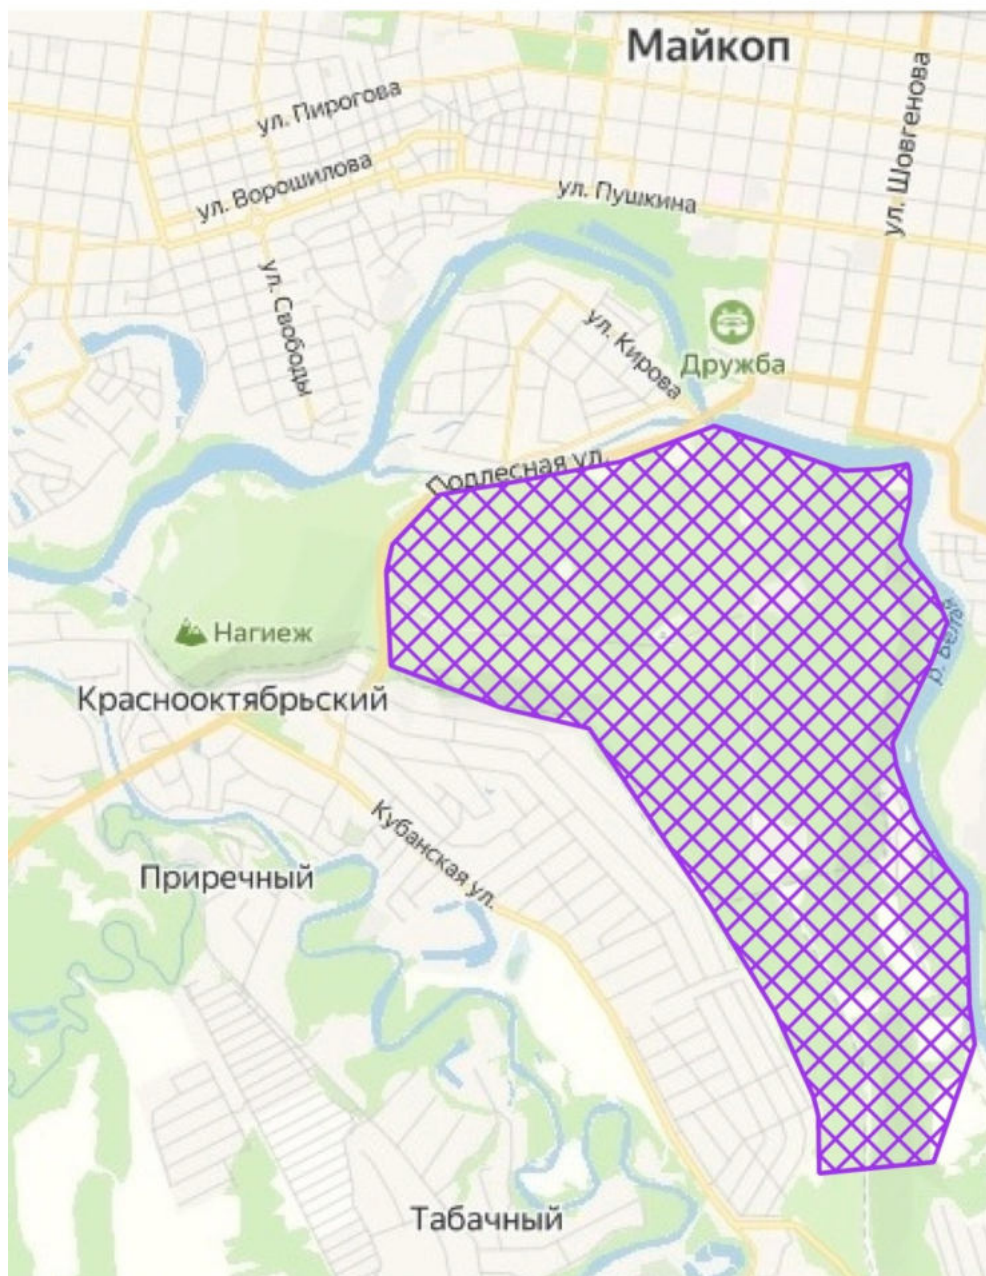 Майкоп
ул. Пирогова
ул. Шовгенова
ул. Ворошилова
ул. Пушкина
ул. Свободы
ул. Кирова
Дружба
Подлесная ул.
р. Белая
Нагиеж
Краснооктябрьский
Кубанская ул.
Приречный
Табачный